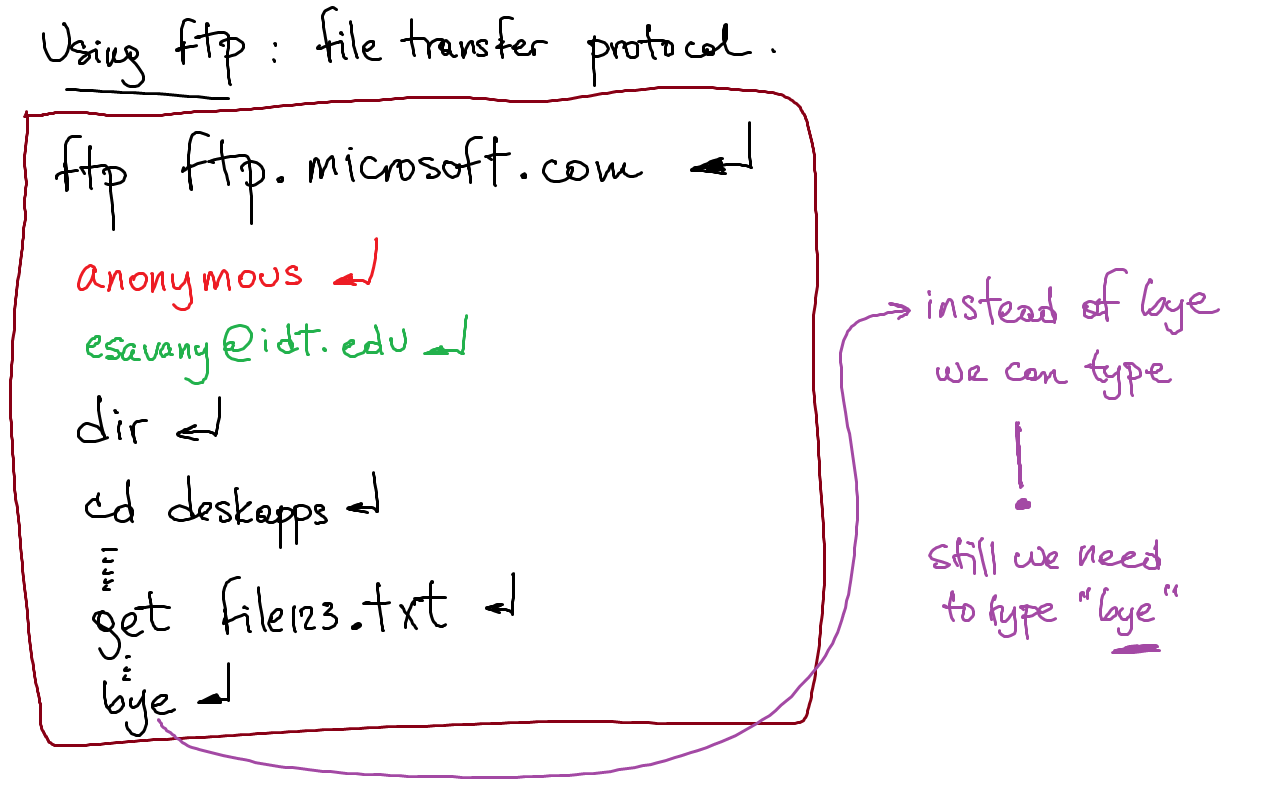 Using ftp : file transfer protocol.
ftp ftp.microsoft.com ↵
anonymous ↵
esavany@idt.edu ↵
dir ↵
cd deskapps ↵
get file123.txt ↵
bye ↵
instead of bye
we can type
!
still we need
to type "bye"